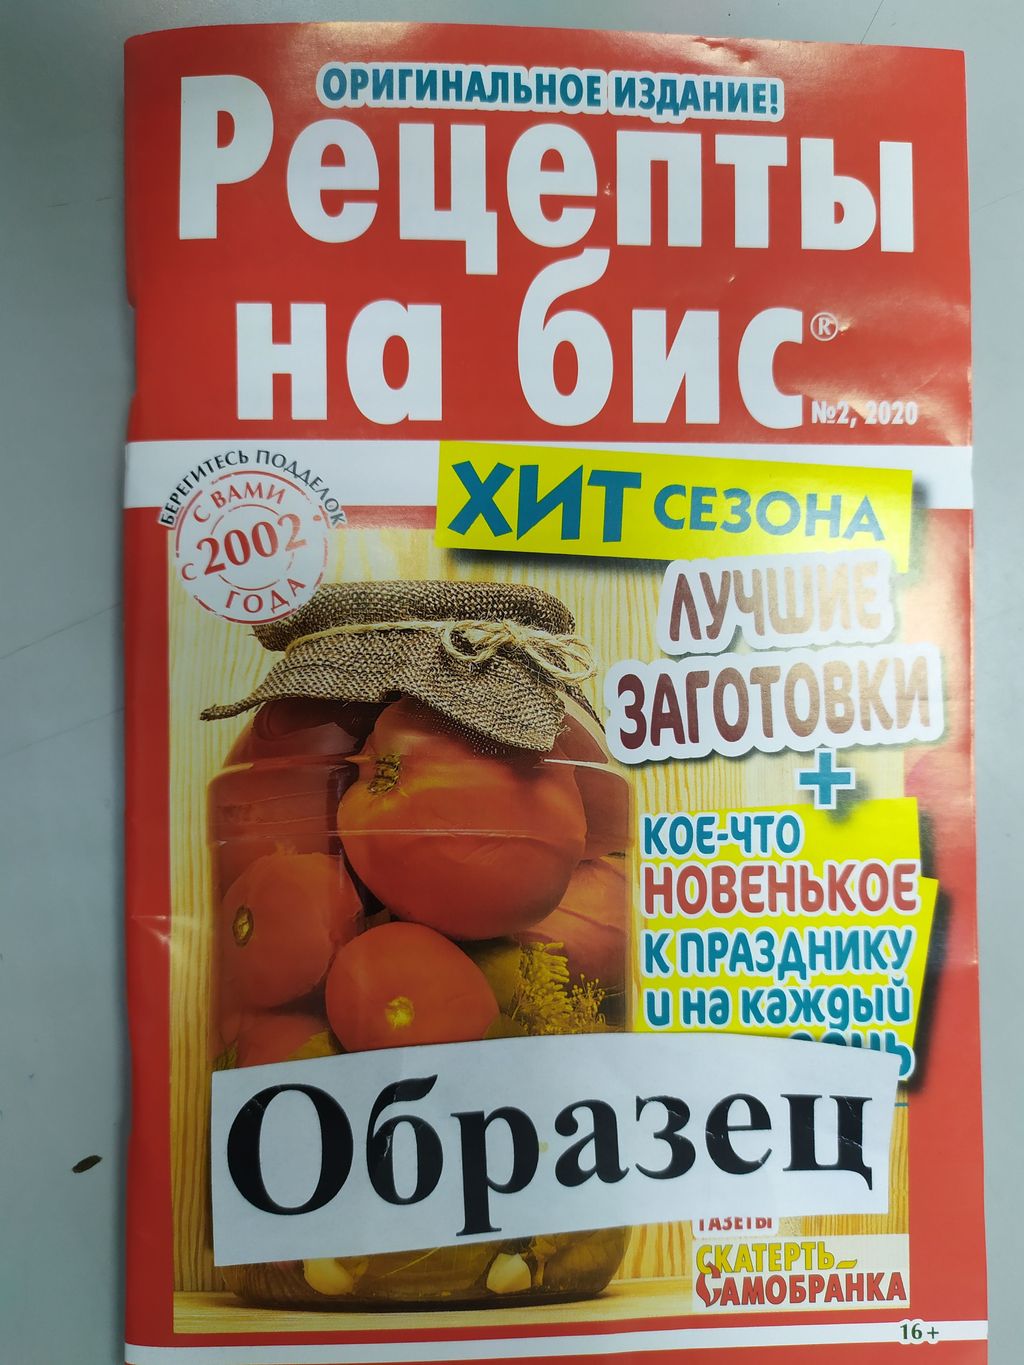 ОРИГИНАЛЬНОЕ ИЗДАНИЕ!
Рецепты
на бис®
№2, 2020
БЕРЕГИТЕСЬ ПОДДЕЛОК
С ВАМИ
с 2002
ГОДА
ХИТ СЕЗОНА
ЛУЧШИЕ
ЗАГОТОВКИ
+
КОЕ-ЧТО
НОВЕНЬКОЕ
К ПРАЗДНИКУ
и на каждый
Образец
ГАЗЕТЫ
СКАТЕРТЬ-
САМОБРАНКА
16+